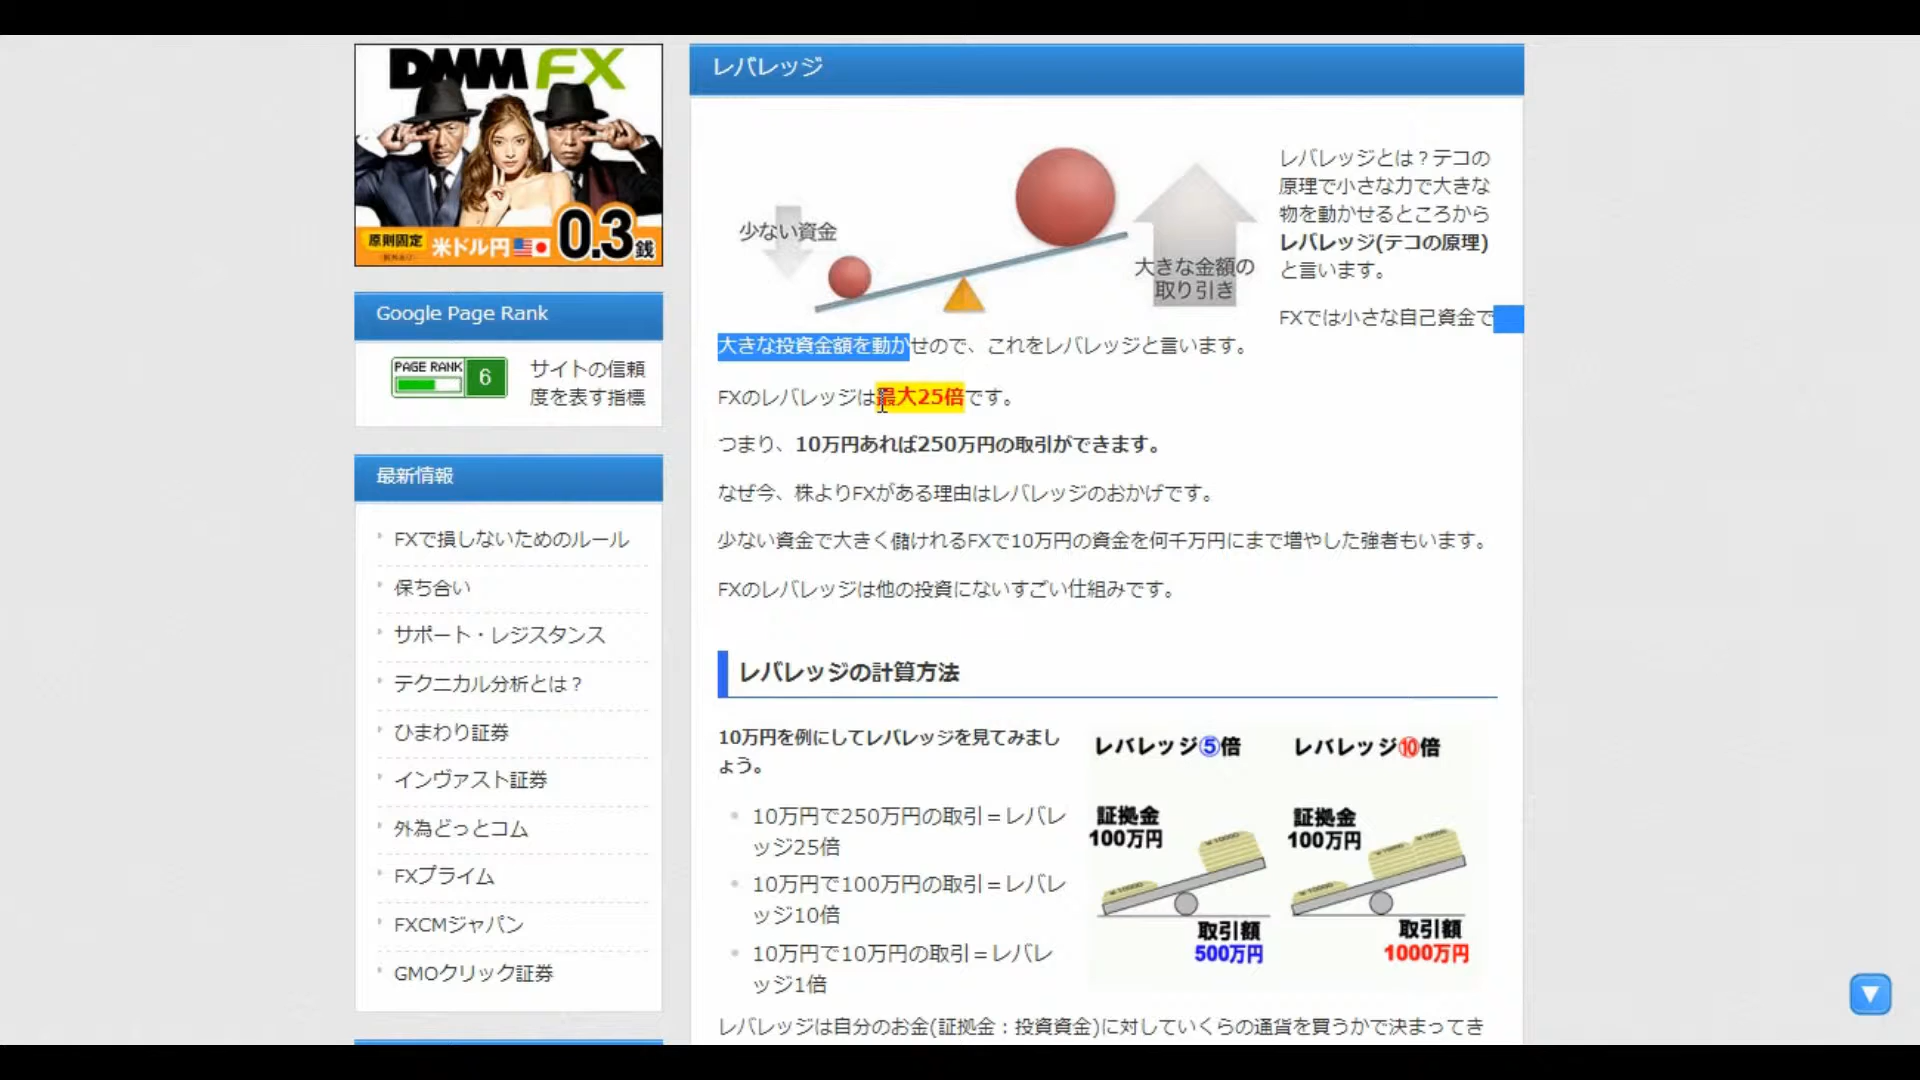 DMM FX
原則固定
米ドル円
0.3銭
Google Page Rank
PAGE RANK
6
サイトの信頼
度を表す指標
最新情報
FXで損しないためのルール
保ち合い
サポート・レジスタンス
テクニカル分析とは？
ひまわり証券
インヴァスト証券
外為どっとコム
FXプライム
FXCMジャパン
GMOクリック証券
レバレッジ
少ない資金
大きな金額の
取り引き
レバレッジとは？テコの
原理で小さな力で大きな
物を動かせるところから
レバレッジ(テコの原理)
と言います。
FXでは小さな自己資金で
大きな投資金額を動かせので、これをレバレッジと言います。
FXのレバレッジは最大25倍です。
つまり、10万円あれば250万円の取引ができます。
なぜ今、株よりFXがある理由はレバレッジのおかげです。
少ない資金で大きく儲けれるFXで10万円の資金を何千万円にまで増やした強者もいます。
FXのレバレッジは他の投資にないすごい仕組みです。
レバレッジの計算方法
10万円を例にしてレバレッジを見てみまし
ょう。
10万円で250万円の取引＝レバレ
ッジ25倍
10万円で100万円の取引＝レバレ
ッジ10倍
10万円で10万円の取引＝レバレ
ッジ1倍
レバレッジ⑤倍
証拠金
100万円
取引額
500万円
レバレッジ⑩倍
証拠金
100万円
取引額
1000万円
レバレッジは自分のお金(証拠金：投資資金)に対していくらの通貨を買うかで決まってき